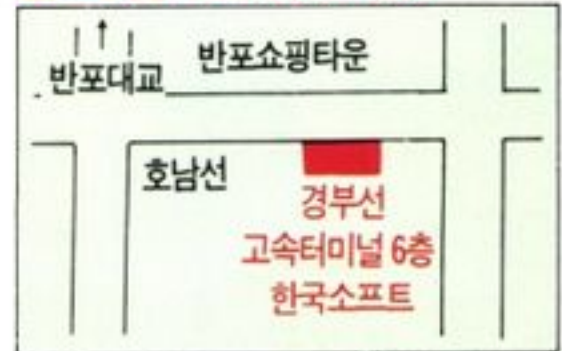 반포쇼핑타운
반포대교
호남선
경부선
고속터미널 6층
한국소프트